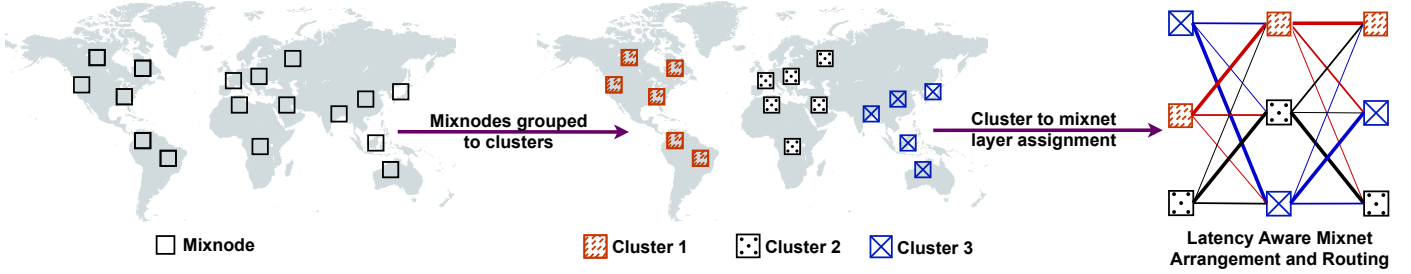 Mixnodes grouped
to clusters
Cluster to mixnet
layer assignment
Mixnode
Cluster 1
Cluster 2
Cluster 3
Latency Aware Mixnet
Arrangement and Routing